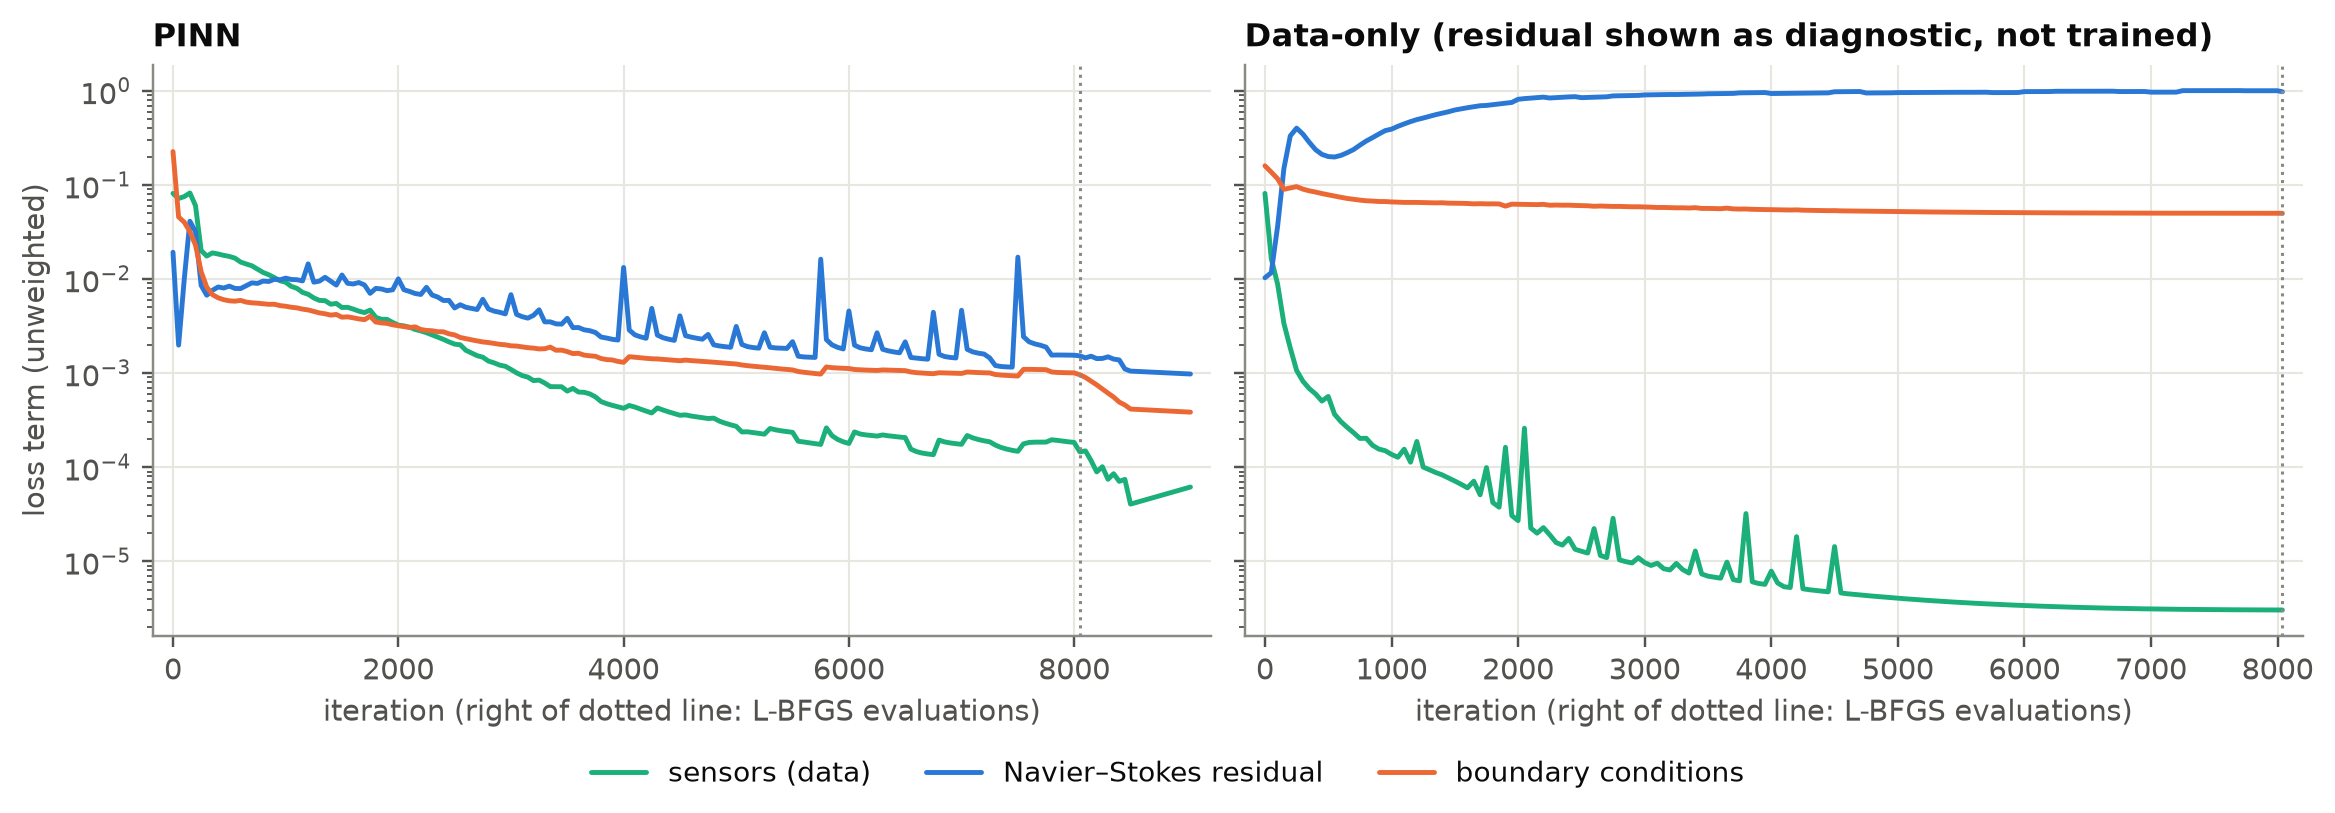 PINN
Data-only (residual shown as diagnostic, not trained)
loss term (unweighted)
10⁰
10⁻¹
10⁻²
10⁻³
10⁻⁴
10⁻⁵
0 2000 4000 6000 8000
0 1000 2000 3000 4000 5000 6000 7000 8000
iteration (right of dotted line: L-BFGS evaluations)
iteration (right of dotted line: L-BFGS evaluations)
sensors (data) Navier–Stokes residual boundary conditions